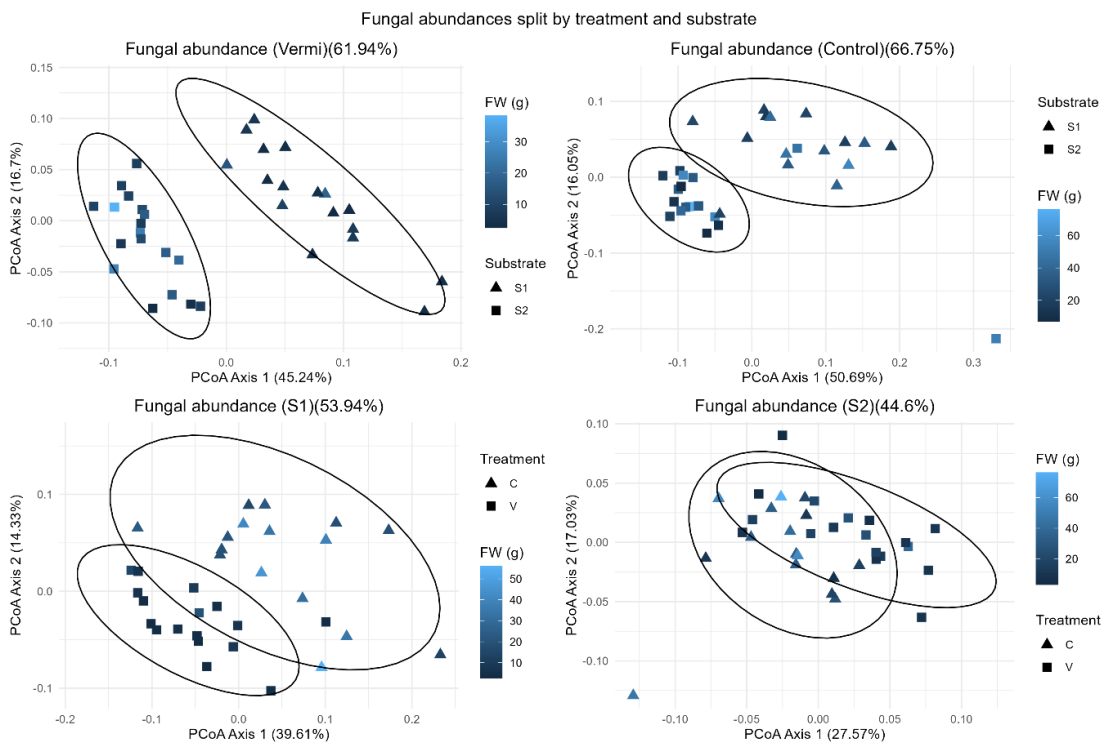 Fungal abundances split by treatment and substrate
Fungal abundance (Vermi)(61.94%)
PCoA Axis 2 (16.7%)
0.15
0.10
0.05
0.00
-0.05
-0.10
-0.1
0.0
0.1
0.2
PCoA Axis 1 (45.24%)
FW (g)
30
20
10
Substrate
S1
S2
Fungal abundance (Control)(66.75%)
PCoA Axis 2 (16.05%)
0.1
0.0
-0.1
-0.2
-0.1
0.0
0.1
0.2
0.3
PCoA Axis 1 (50.69%)
Substrate
S1
S2
FW (g)
60
40
20
Fungal abundance (S1)(53.94%)
PCoA Axis 2 (14.33%)
0.1
0.0
-0.1
-0.2
-0.1
0.0
0.1
0.2
PCoA Axis 1 (39.61%)
Treatment
C
V
FW (g)
50
40
30
20
10
Fungal abundance (S2)(44.6%)
PCoA Axis 2 (17.03%)
0.10
0.05
0.00
-0.05
-0.10
-0.10
-0.05
0.00
0.05
0.10
PCoA Axis 1 (27.57%)
FW (g)
60
40
20
Treatment
C
V